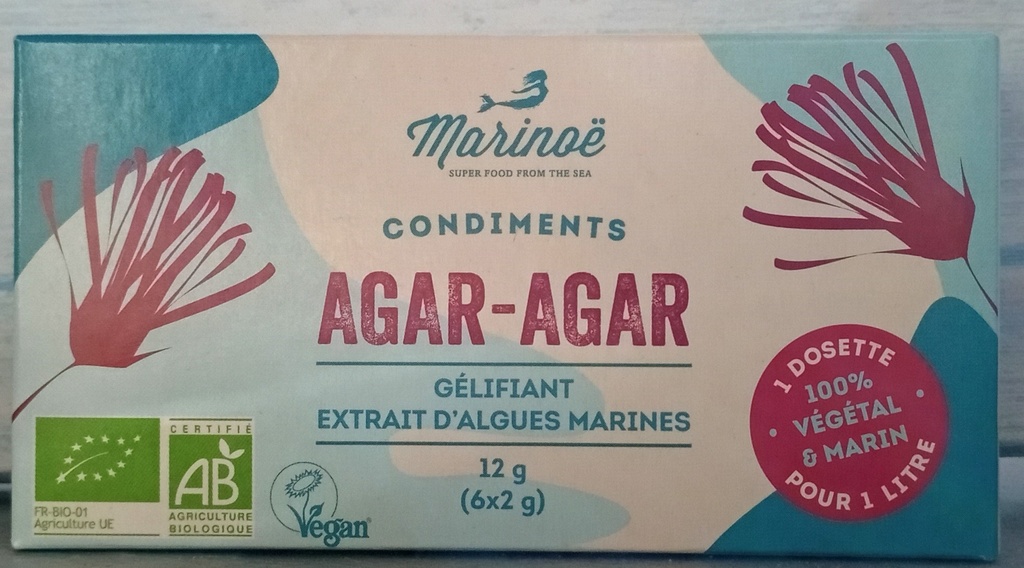 Marinoë
SUPER FOOD FROM THE SEA
CONDIMENTS
AGAR-AGAR
GÉLIFIANT
EXTRAIT D'ALGUES MARINES
12 g
(6x2 g)
1 DOSETTE
100%
VÉGÉTAL
& MARIN
POUR 1 LITRE
FR-BIO-01
Agriculture UE
CERTIFIÉ
AB
AGRICULTURE
BIOLOGIQUE
Végan